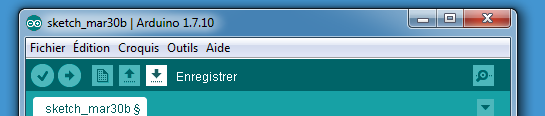 sketch_mar30b | Arduino 1.7.10
Fichier Édition Croquis Outils Aide
Enregistrer
sketch_mar30b §